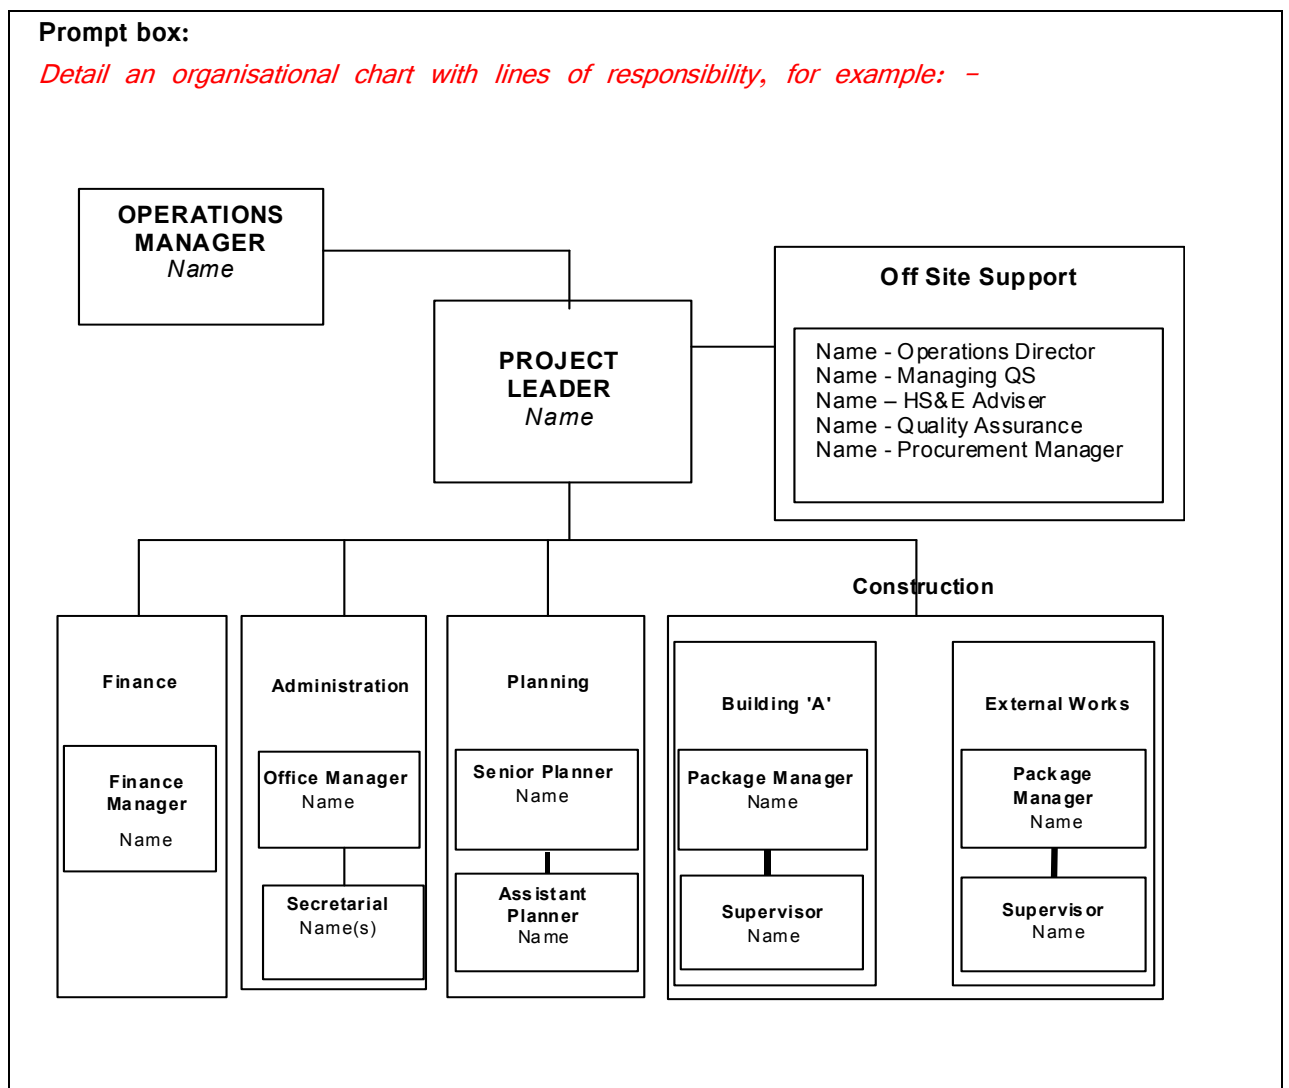 Prompt box:
Detail an organisational chart with lines of responsibility, for example: –
OPERATIONS
MANAGER
Name
Off Site Support
Name - Operations Director
Name - Managing QS
Name – HS&E Adviser
Name - Quality Assurance
Name - Procurement Manager
PROJECT
LEADER
Name
Construction
Finance
Finance
Manager
Name
Administration
Office Manager
Name
Secretarial
Name(s)
Planning
Senior Planner
Name
Assistant
Planner
Name
Building 'A'
Package Manager
Name
Supervisor
Name
External Works
Package
Manager
Name
Supervisor
Name